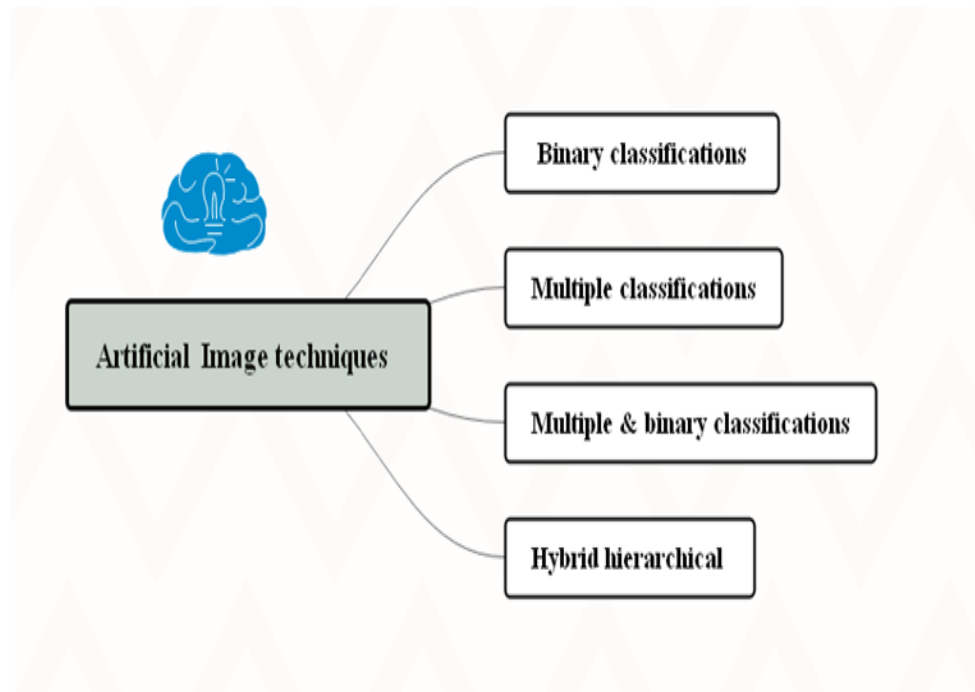 Binary classifications
Multiple classifications
Artificial Image techniques
Multiple & binary classifications
Hybrid hierarchical